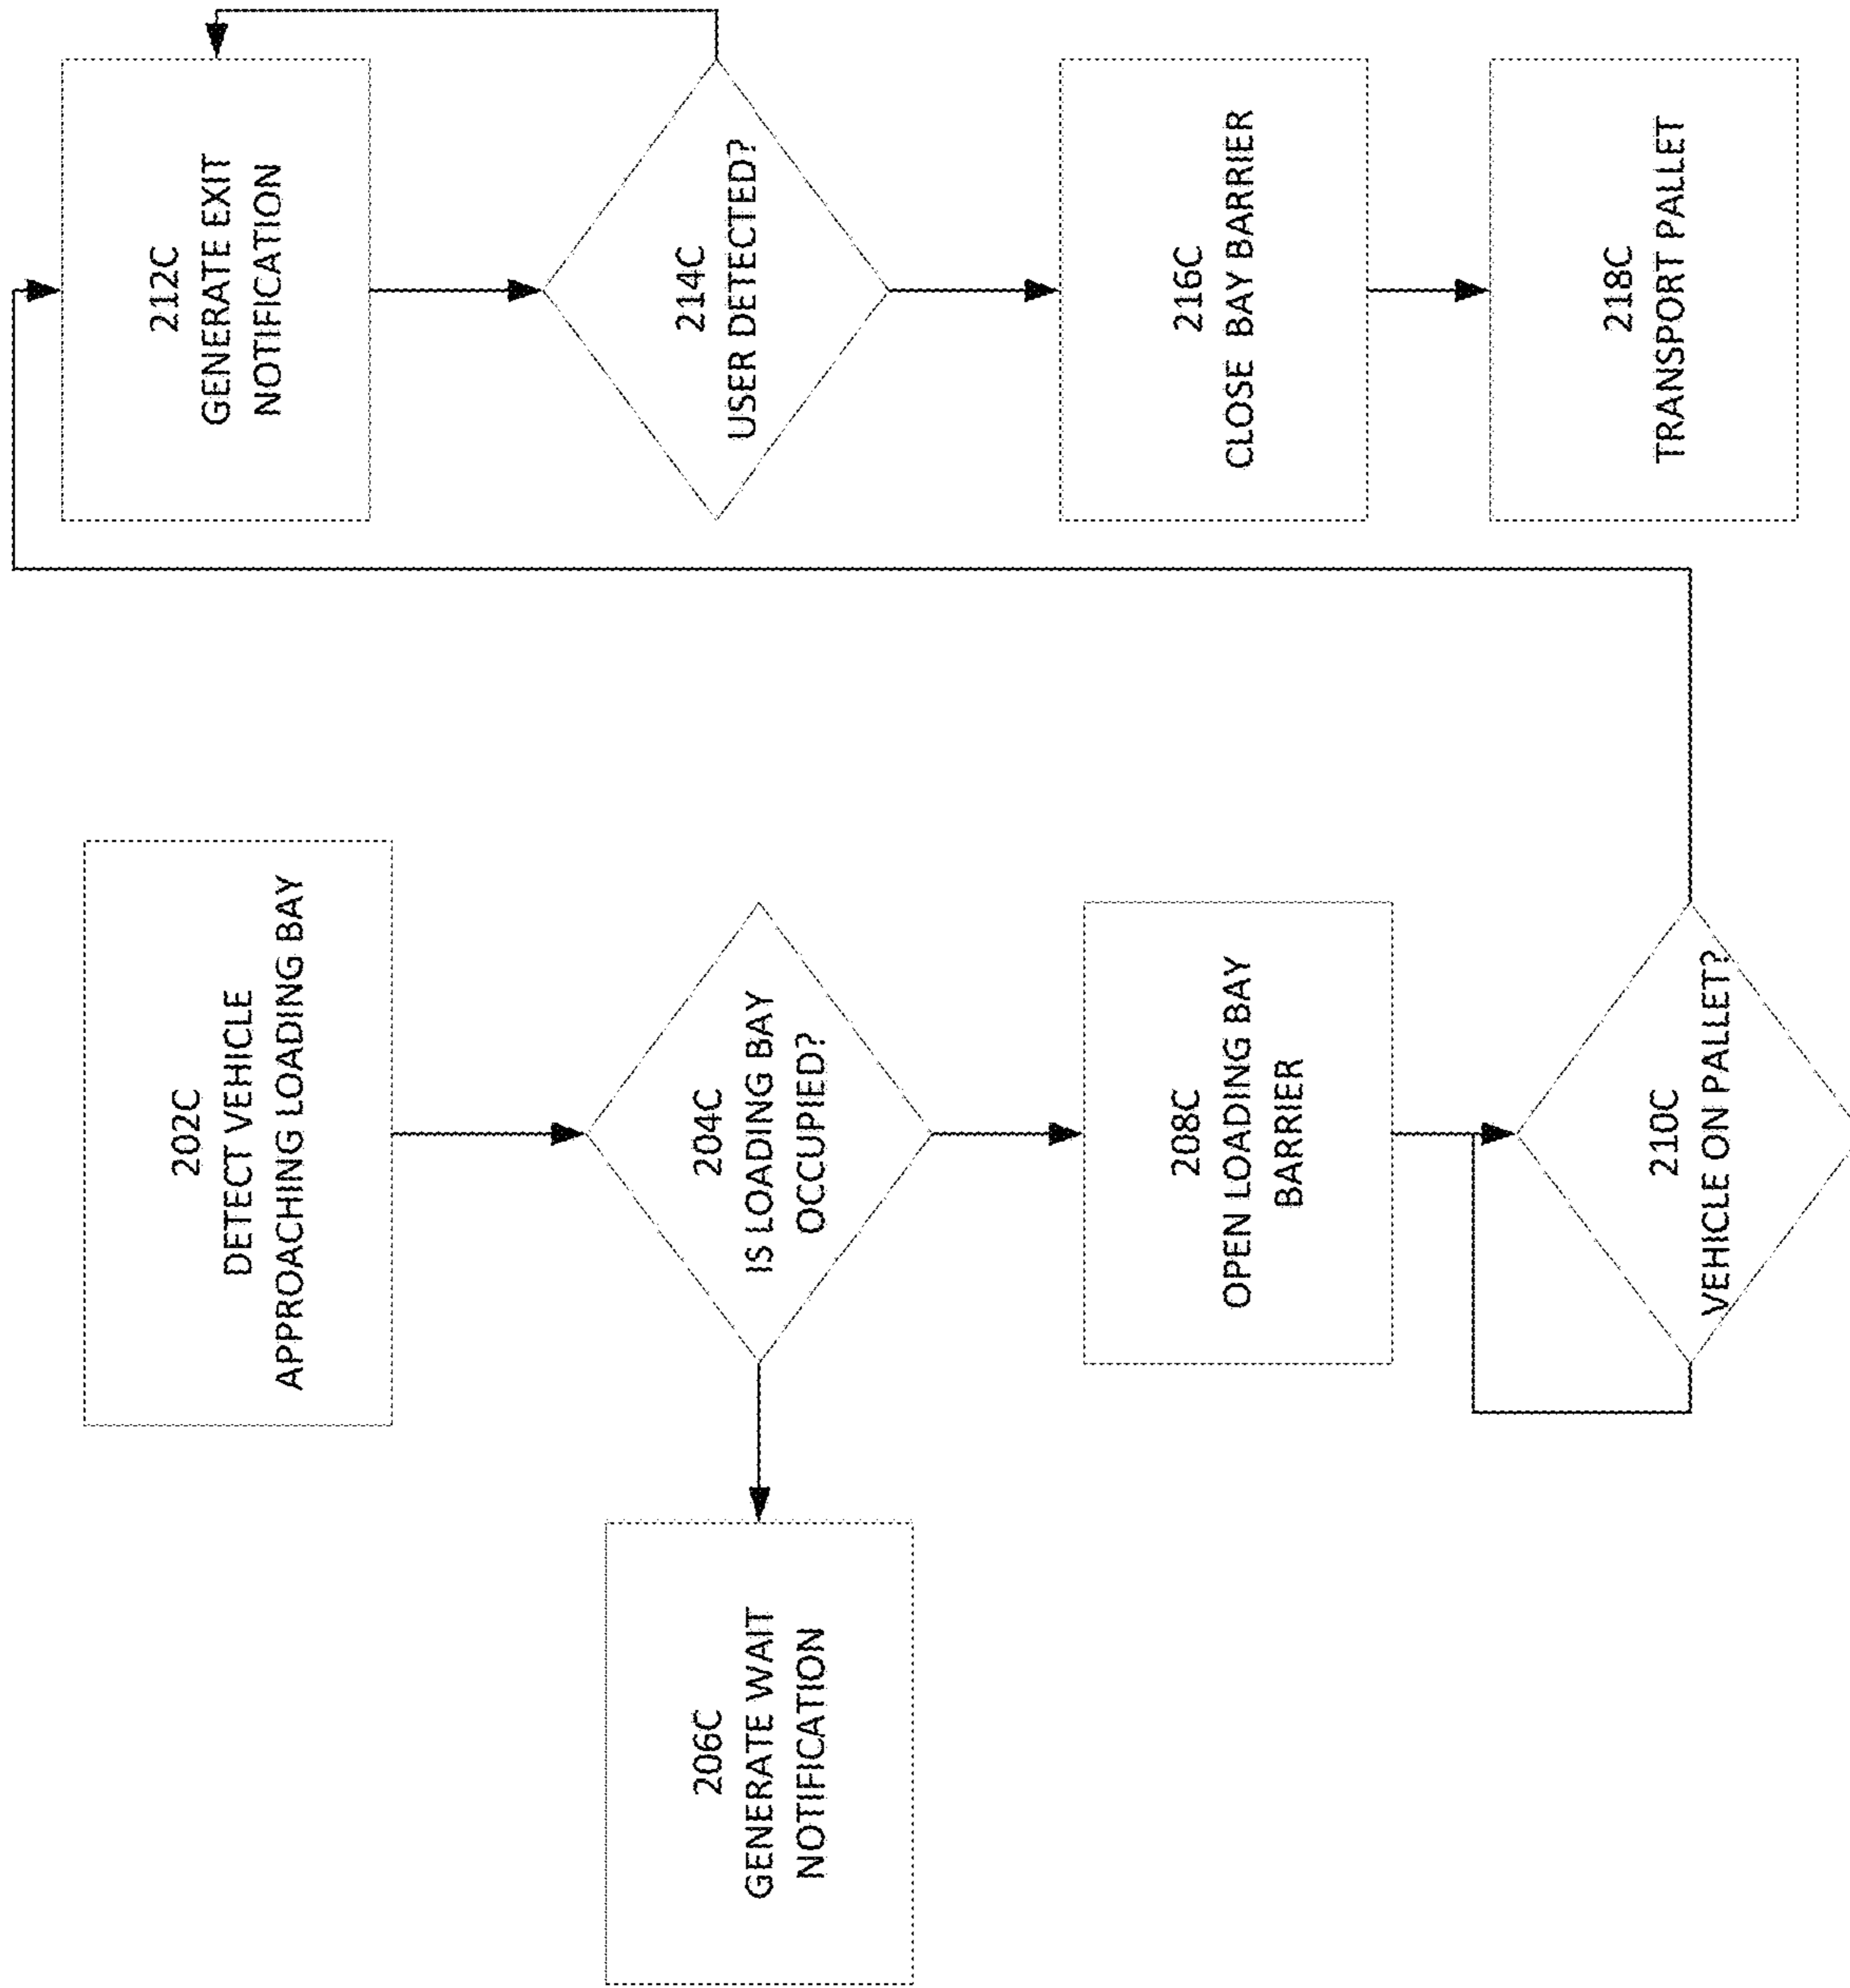 202C
DETECT VEHICLE
APPROACHING LOADING BAY
204C
IS LOADING BAY
OCCUPIED?
206C
GENERATE WAIT
NOTIFICATION
208C
OPEN LOADING BAY
BARRIER
210C
VEHICLE ON PALLET?
212C
GENERATE EXIT
NOTIFICATION
214C
USER DETECTED?
216C
CLOSE BAY BARRIER
218C
TRANSPORT PALLET